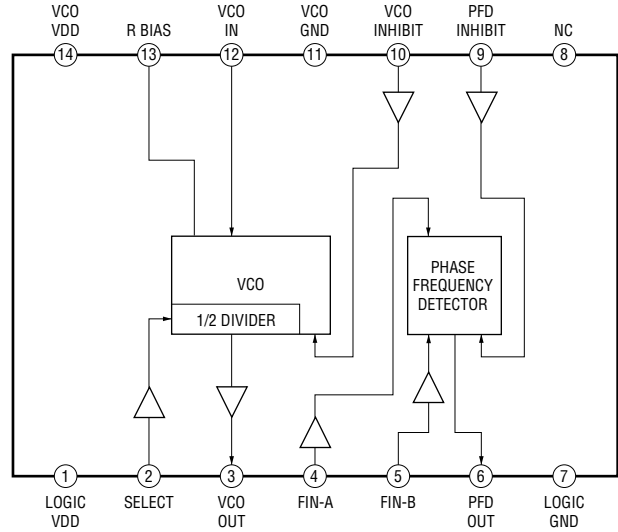 VCO VDD
R BIAS
VCO IN
VCO GND
VCO INHIBIT
PFD INHIBIT
NC
14
13
12
11
10
9
8
VCO
1/2 DIVIDER
PHASE
FREQUENCY
DETECTOR
1
2
3
4
5
6
7
LOGIC VDD
SELECT
VCO OUT
FIN-A
FIN-B
PFD OUT
LOGIC GND